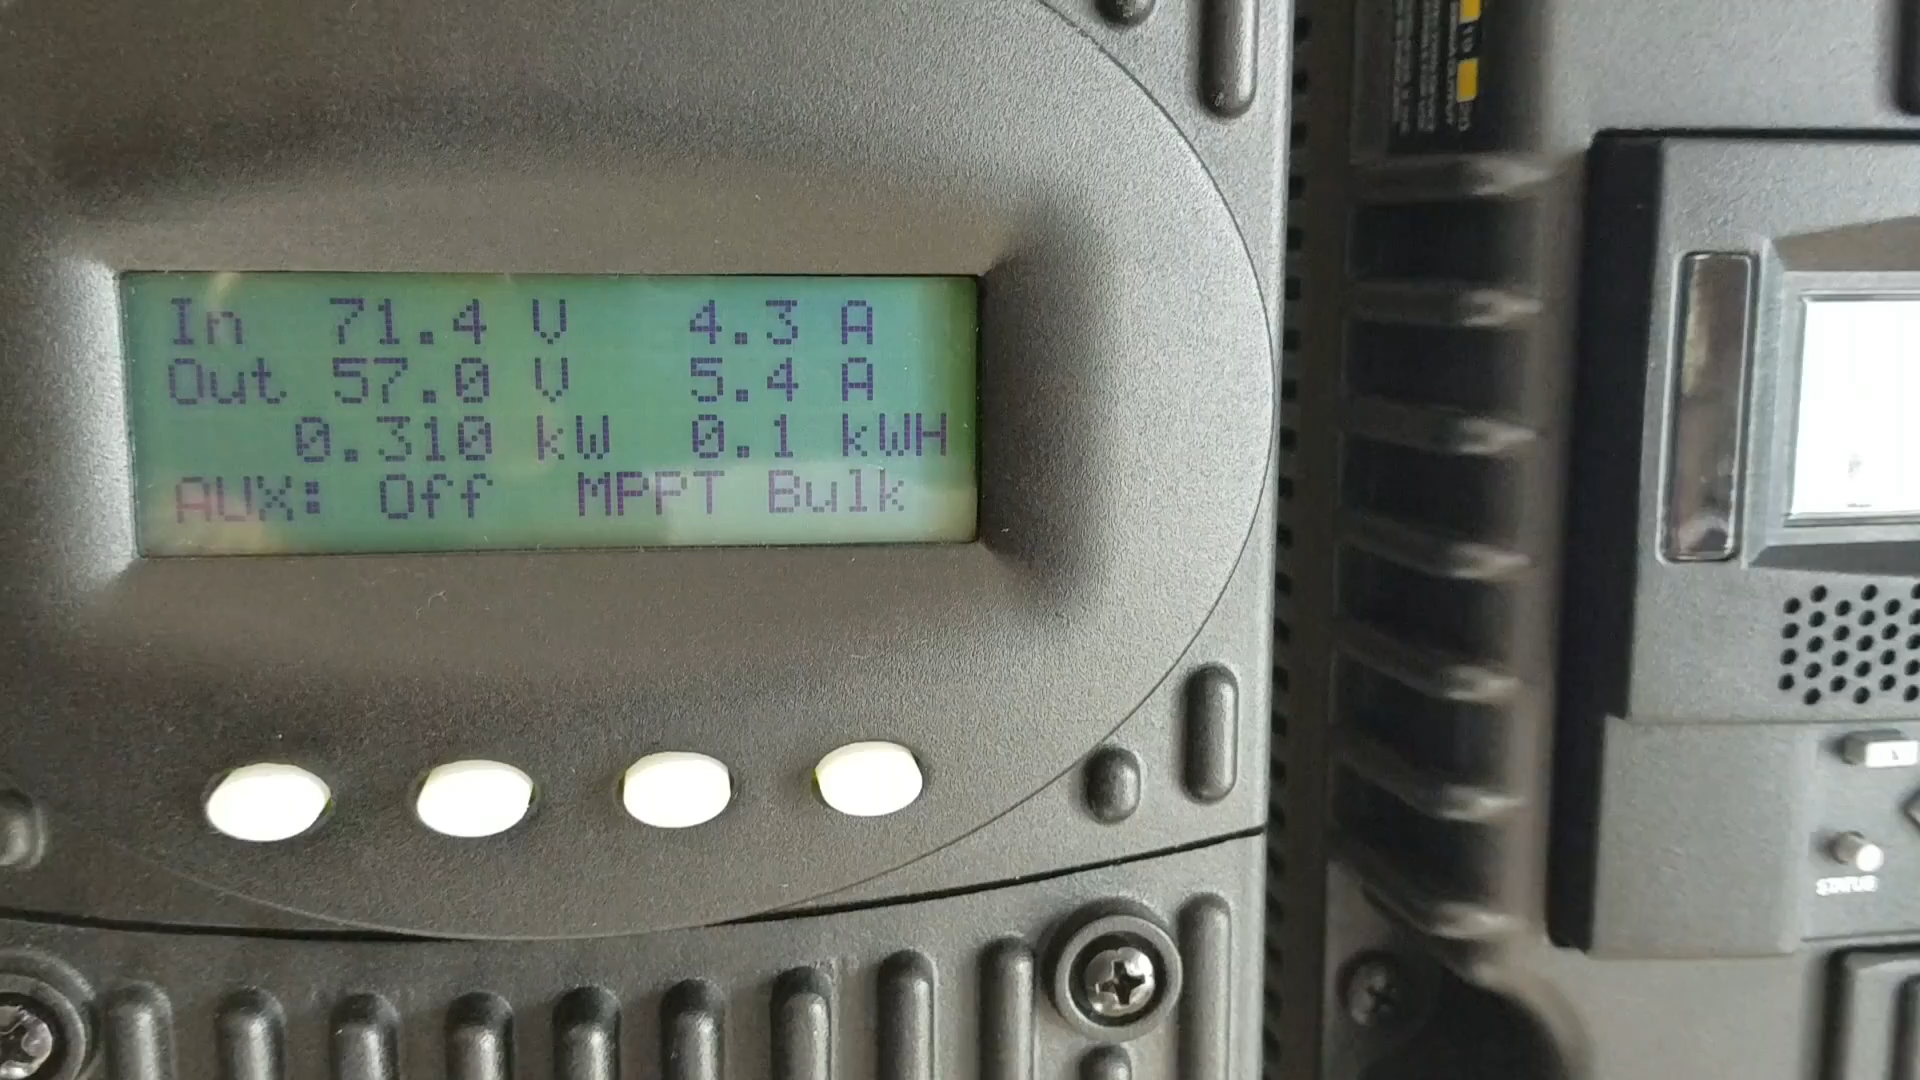 In 71.4 V 4.3 A
Out 57.0 V 5.4 A
0.310 kW 0.1 kWH
AUX: Off MPPT Bulk
STATUS